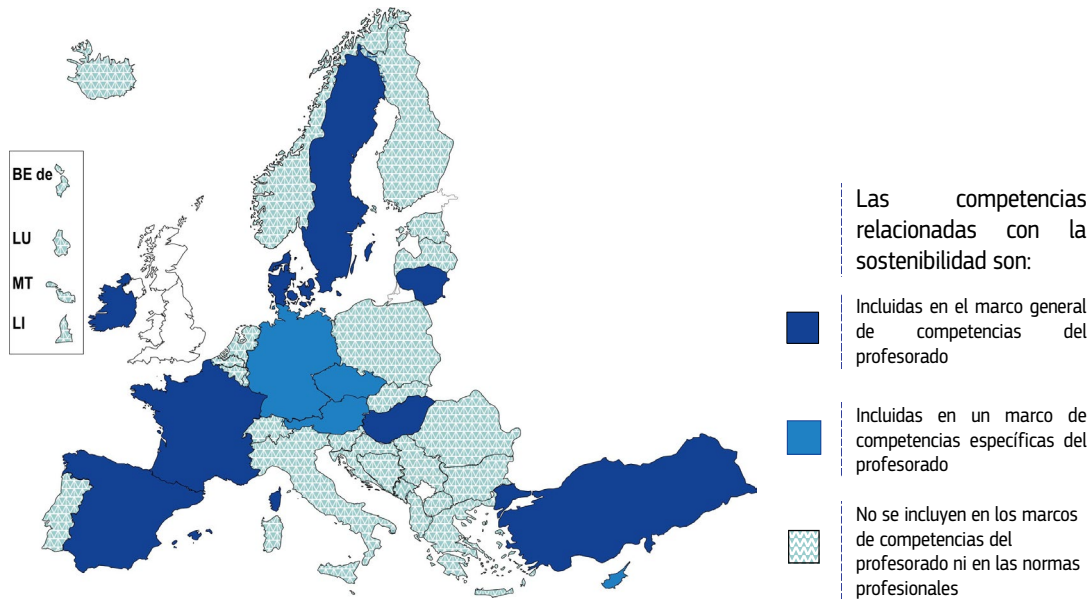 BE de
LU
MT
LI
Las competencias
relacionadas con la
sostenibilidad son:
Incluidas en el marco general
de competencias del
profesorado
Incluidas en un marco de
competencias específicas del
profesorado
No se incluyen en los marcos
de competencias del
profesorado ni en las normas
profesionales